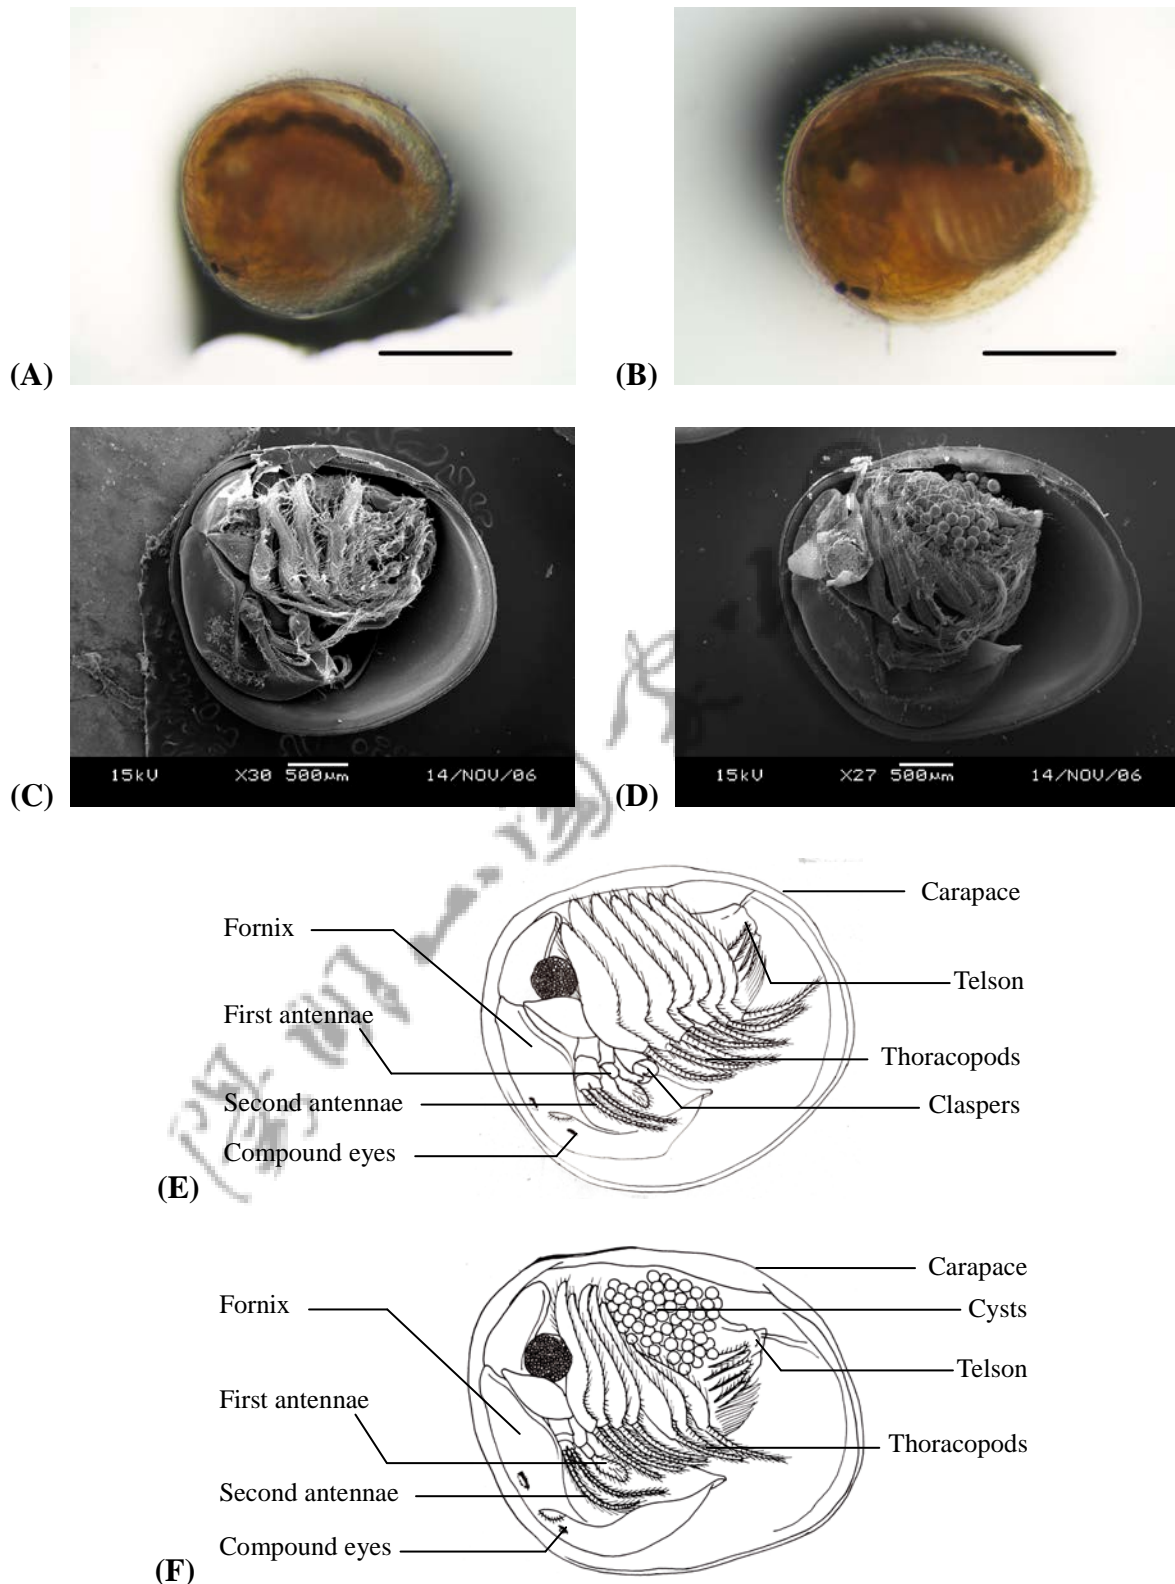 (A)
(B)
15kV X30 500μm 14/NOV/06
(C)
15kV X27 500μm 14/NOV/06
(D)
Carapace
Fornix
Telson
First antennae
Thoracopods
Second antennae
Claspers
Compound eyes
(E)
Carapace
Cysts
Fornix
Telson
First antennae
Thoracopods
Second antennae
Compound eyes
(F)